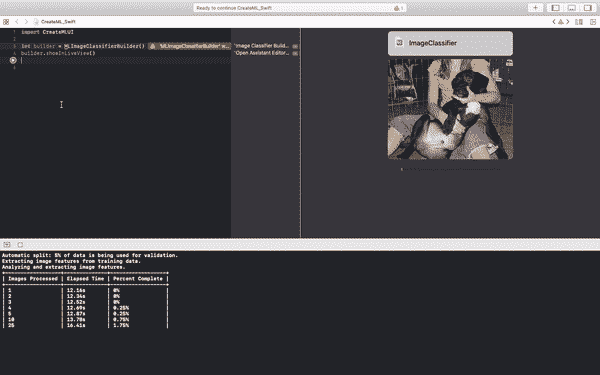 Ready to continue CreateML_Swift
1
CreateML_Swift
import CreateMLUI
let builder = MLImageClassifierBuilder()
'MLImageClassifierBuilder' w...
"Image Classifier Build...
builder.showInLiveView()
"Open Assistant Editor...
ImageClassifier
Automatic split: 5% of data is being used for validation.
Extracting image features from training data.
Analyzing and extracting image features.
| Images Processed | Elapsed Time | Percent Complete |
| 1 | 12.16s | 0% |
| 2 | 12.34s | 0% |
| 3 | 12.52s | 0% |
| 4 | 12.69s | 0.25% |
| 5 | 12.87s | 0.25% |
| 10 | 13.78s | 0.75% |
| 25 | 16.41s | 1.75% |